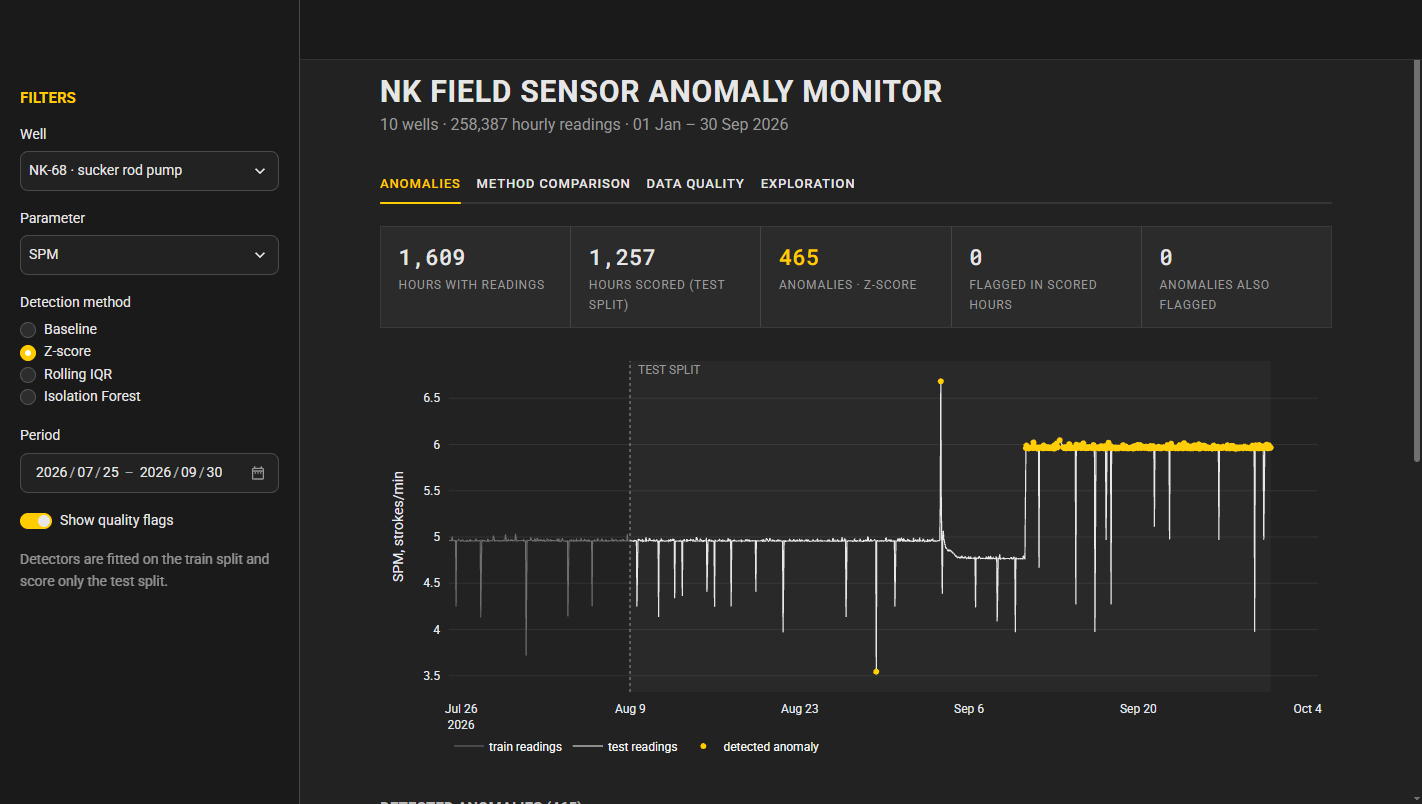 FILTERS
Well
NK-68 · sucker rod pump
Parameter
SPM
Detection method
Baseline
Z-score
Rolling IQR
Isolation Forest
Period
2026/07/25 – 2026/09/30
Show quality flags
Detectors are fitted on the train split and
score only the test split.
NK FIELD SENSOR ANOMALY MONITOR
10 wells · 258,387 hourly readings · 01 Jan – 30 Sep 2026
ANOMALIES METHOD COMPARISON DATA QUALITY EXPLORATION
1,609
HOURS WITH READINGS
1,257
HOURS SCORED (TEST
SPLIT)
465
ANOMALIES · Z-SCORE
0
FLAGGED IN SCORED
HOURS
0
ANOMALIES ALSO
FLAGGED
TEST SPLIT
SPM, strokes/min
6.5
6
5.5
5
4.5
4
3.5
Jul 26 Aug 9 Aug 23 Sep 6 Sep 20 Oct 4
2026
train readings test readings detected anomaly
DETECTED ANOMALIES (465)